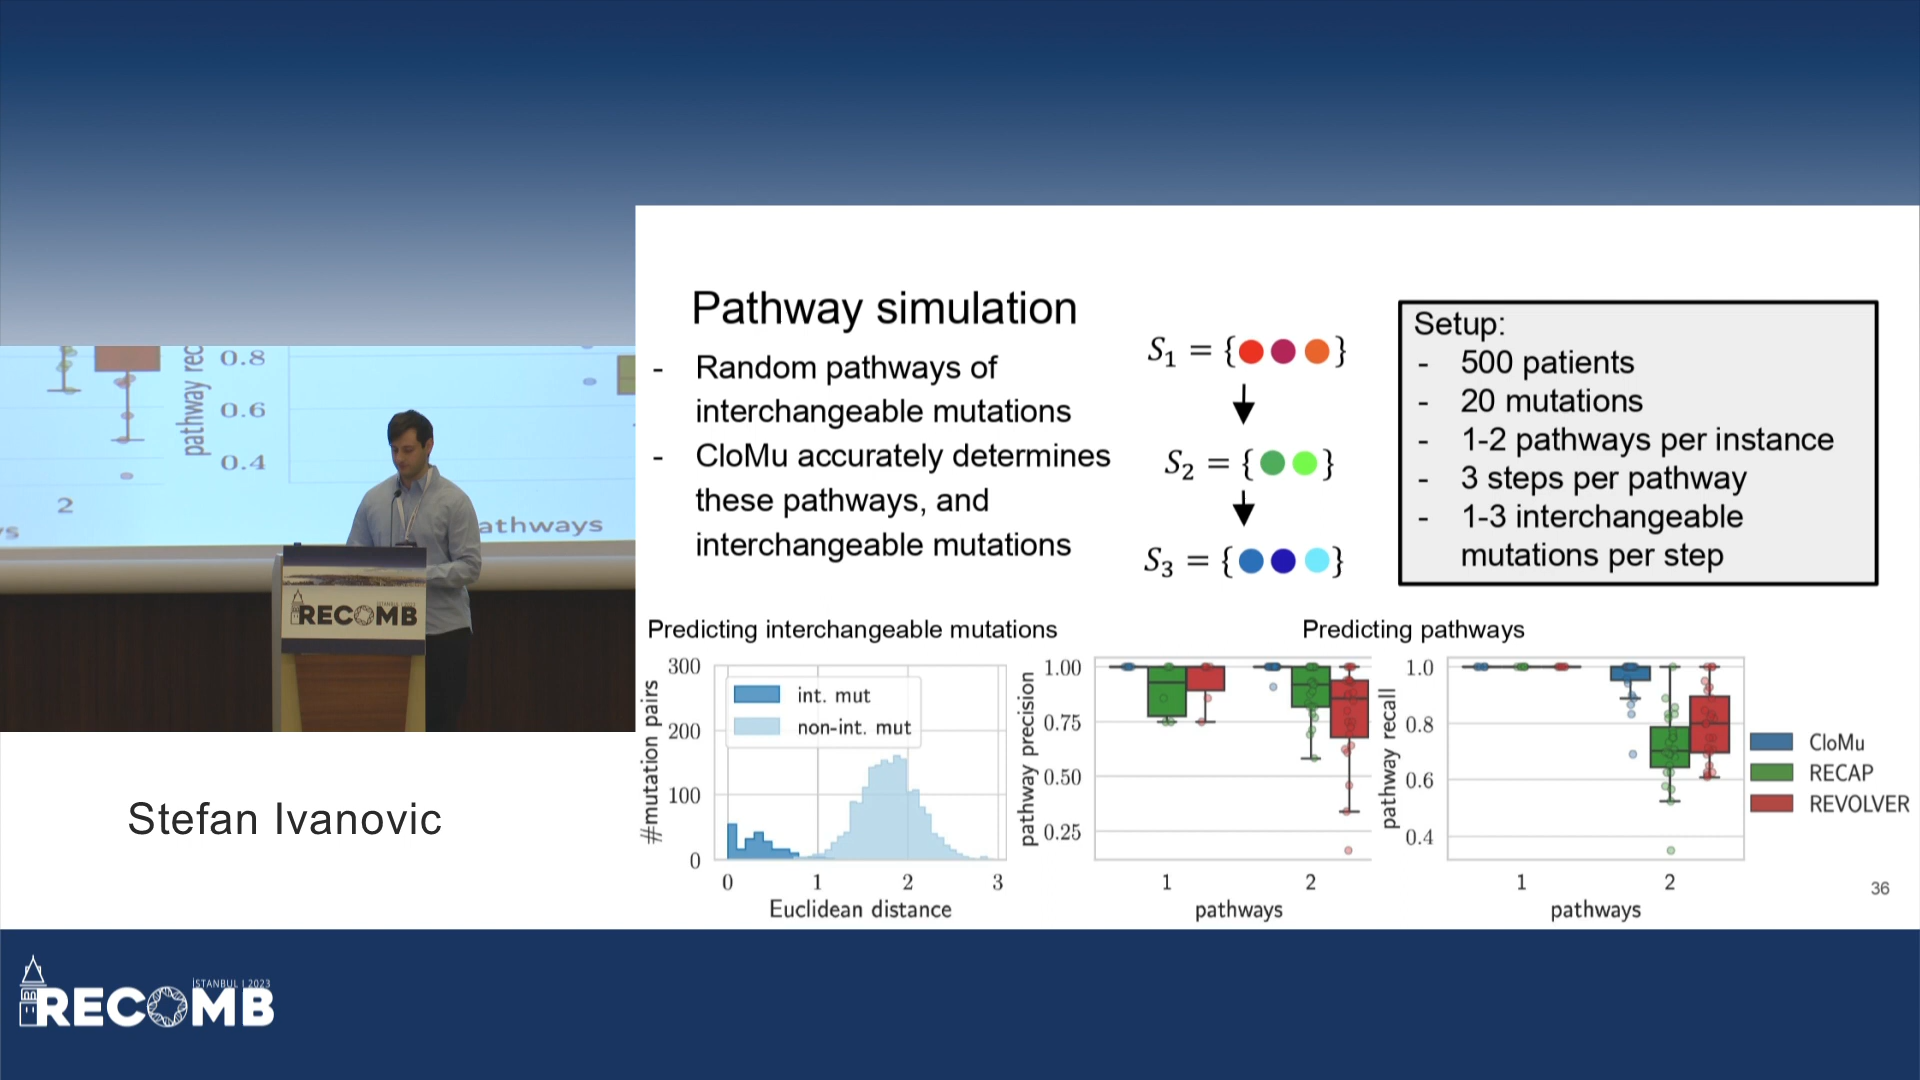 Pathway simulation
- Random pathways of
interchangeable mutations
- CloMu accurately determines
these pathways, and
interchangeable mutations
S1 = { }
S2 = { }
S3 = { }
Setup:
- 500 patients
- 20 mutations
- 1-2 pathways per instance
- 3 steps per pathway
- 1-3 interchangeable
mutations per step
Predicting interchangeable mutations
300
200
100
0
#mutation pairs
int. mut
non-int. mut
0 1 2 3
Euclidean distance
Predicting pathways
1.00
0.75
0.50
0.25
pathway precision
1 2
pathways
1.0
0.8
0.6
0.4
pathway recall
1 2
pathways
CloMu
RECAP
REVOLVER
36
pathway rec
0.8
0.6
0.4
2
athways
RECOMB
Stefan Ivanovic
İSTANBUL | 2023
RECOMB